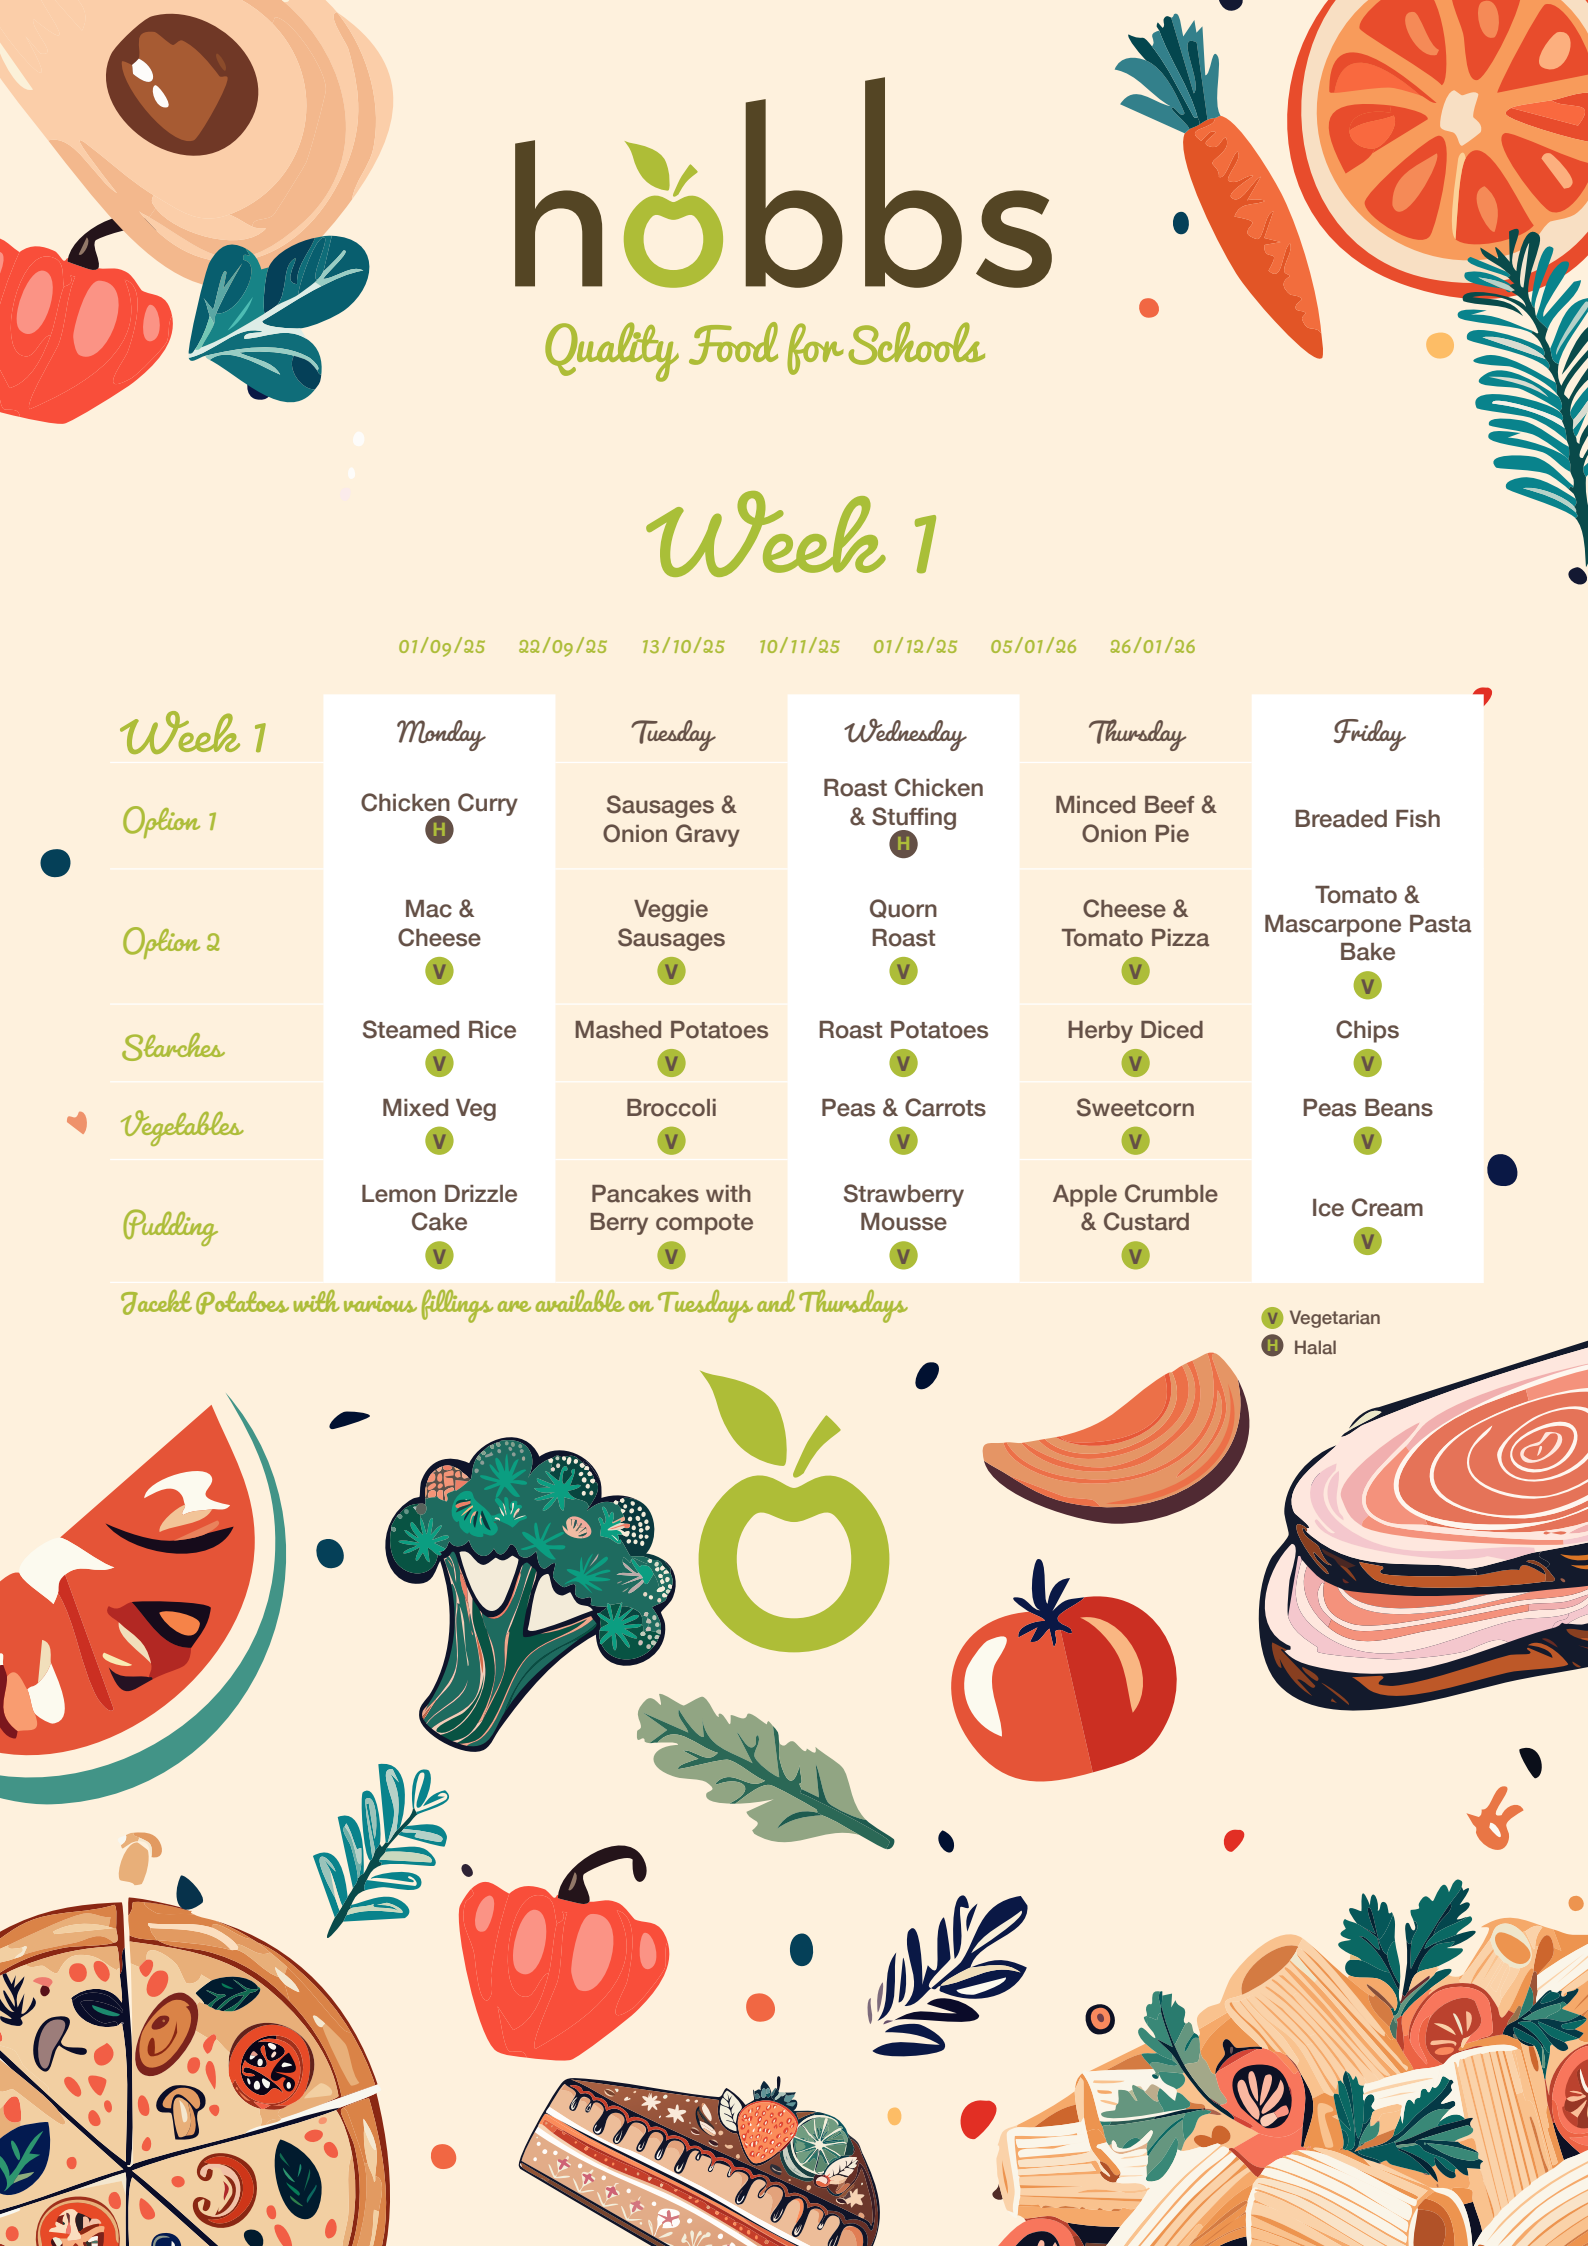 hobbs
Quality Food for Schools
Week 1
01/09/25 22/09/25 13/10/25 10/11/25 01/12/25 05/01/26 26/01/26
Week 1 Monday Tuesday Wednesday Thursday Friday
Option 1
Chicken Curry
H
Sausages &
Onion Gravy
Roast Chicken
& Stuffing
H
Minced Beef &
Onion Pie
Breaded Fish
Option 2
Mac &
Cheese
V
Veggie
Sausages
V
Quorn
Roast
V
Cheese &
Tomato Pizza
V
Tomato &
Mascarpone Pasta
Bake
V
Starches
Steamed Rice
V
Mashed Potatoes
V
Roast Potatoes
V
Herby Diced
V
Chips
V
Vegetables
Mixed Veg
V
Broccoli
V
Peas & Carrots
V
Sweetcorn
V
Peas Beans
V
Pudding
Lemon Drizzle
Cake
V
Pancakes with
Berry compote
V
Strawberry
Mousse
V
Apple Crumble
& Custard
V
Ice Cream
V
Jacekt Potatoes with various fillings are available on Tuesdays and Thursdays
V Vegetarian
H Halal